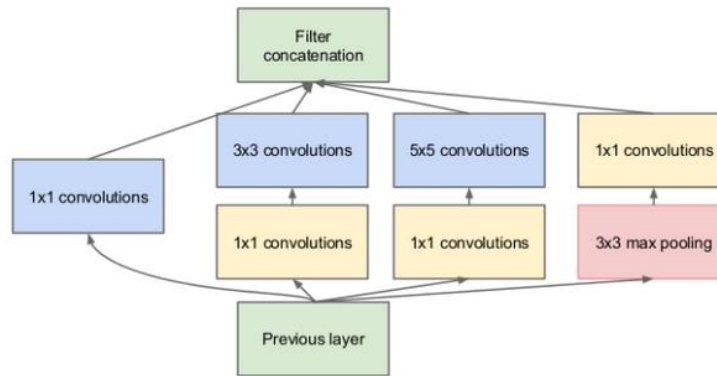 Filter
concatenation
3x3 convolutions
5x5 convolutions
1x1 convolutions
1x1 convolutions
1x1 convolutions
1x1 convolutions
3x3 max pooling
Previous layer